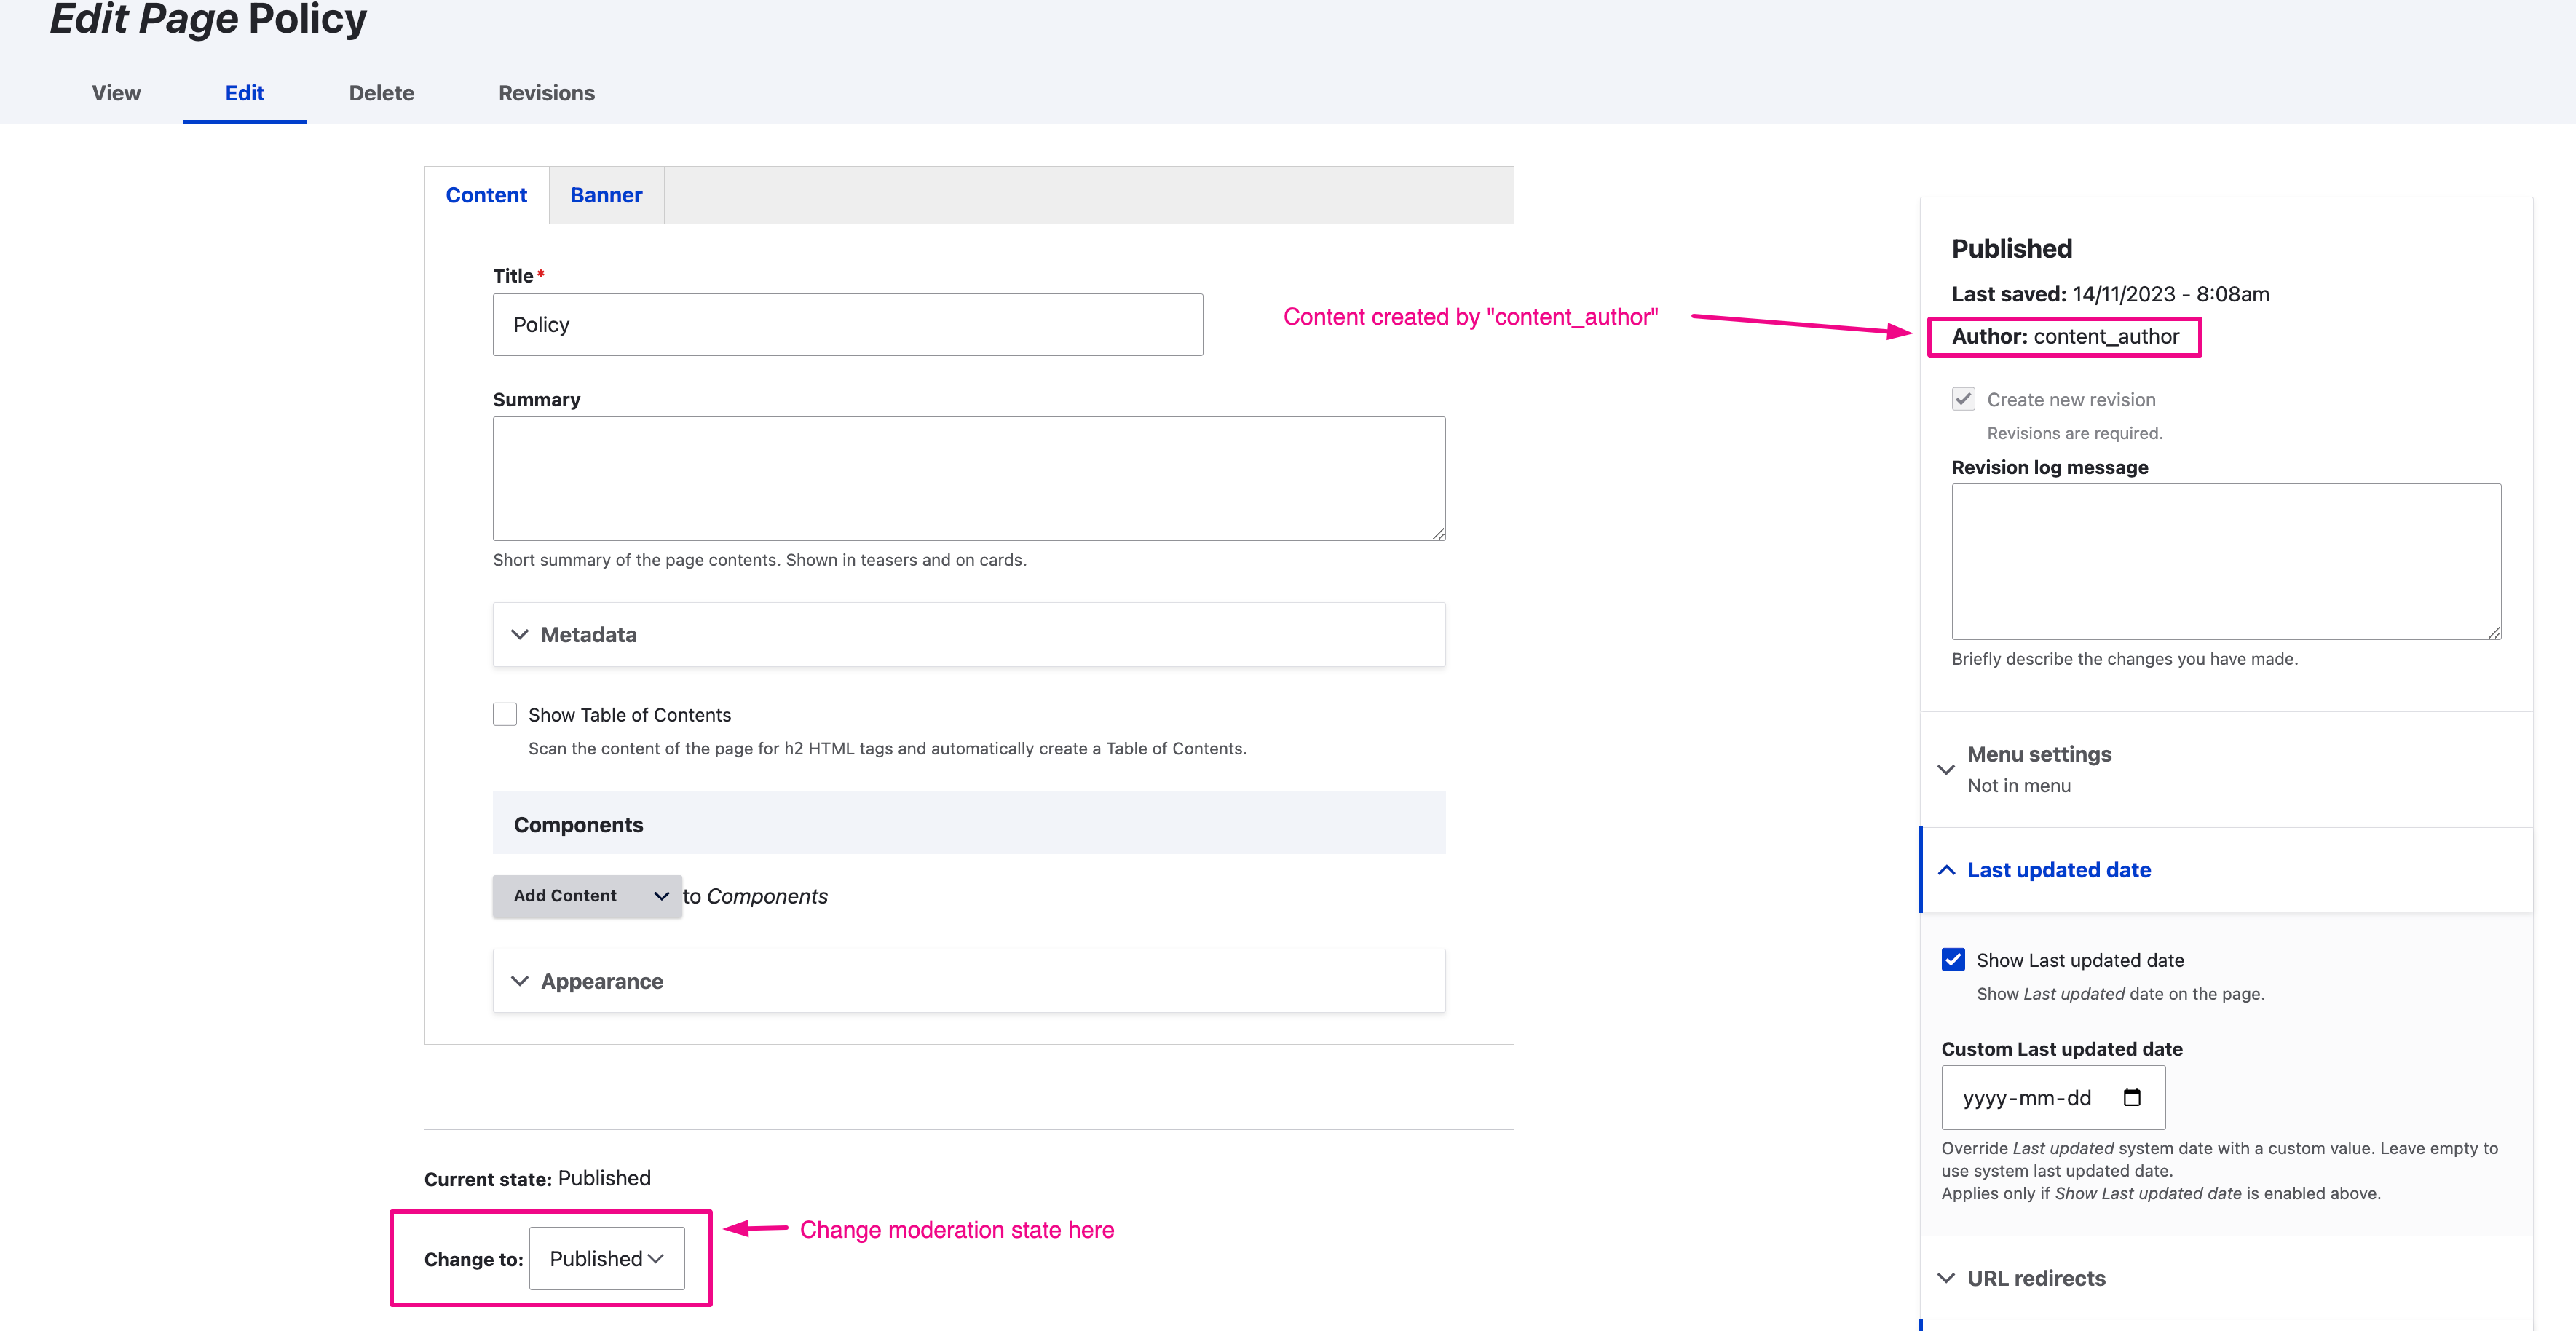 Edit Page Policy
View
Edit
Delete
Revisions
Content
Banner
Title*
Policy
Summary
Short summary of the page contents. Shown in teasers and on cards.
Metadata
Show Table of Contents
Scan the content of the page for h2 HTML tags and automatically create a Table of Contents.
Components
Add Content
to Components
Appearance
Current state: Published
Change to:
Published
Change moderation state here
Content created by "content_author"
Published
Last saved: 14/11/2023 - 8:08am
Author: content_author
Create new revision
Revisions are required.
Revision log message
Briefly describe the changes you have made.
Menu settings
Not in menu
Last updated date
Show Last updated date
Show Last updated date on the page.
Custom Last updated date
yyyy-mm-dd
Override Last updated system date with a custom value. Leave empty to
use system last updated date.
Applies only if Show Last updated date is enabled above.
URL redirects